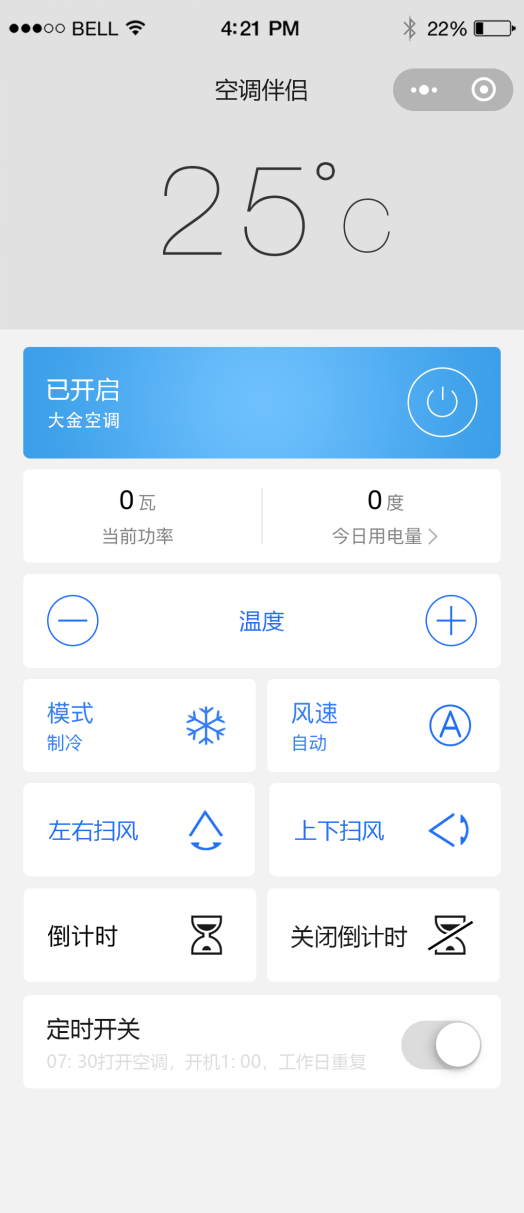 BELL 4:21 PM 22%
空调伴侣
25°C
已开启
大金空调
0瓦 0度
当前功率 今日用电量
温度
模式 风速
制冷 自动
A
左右扫风 上下扫风
倒计时 关闭倒计时
定时开关
07: 30打开空调，开机1: 00，工作日重复